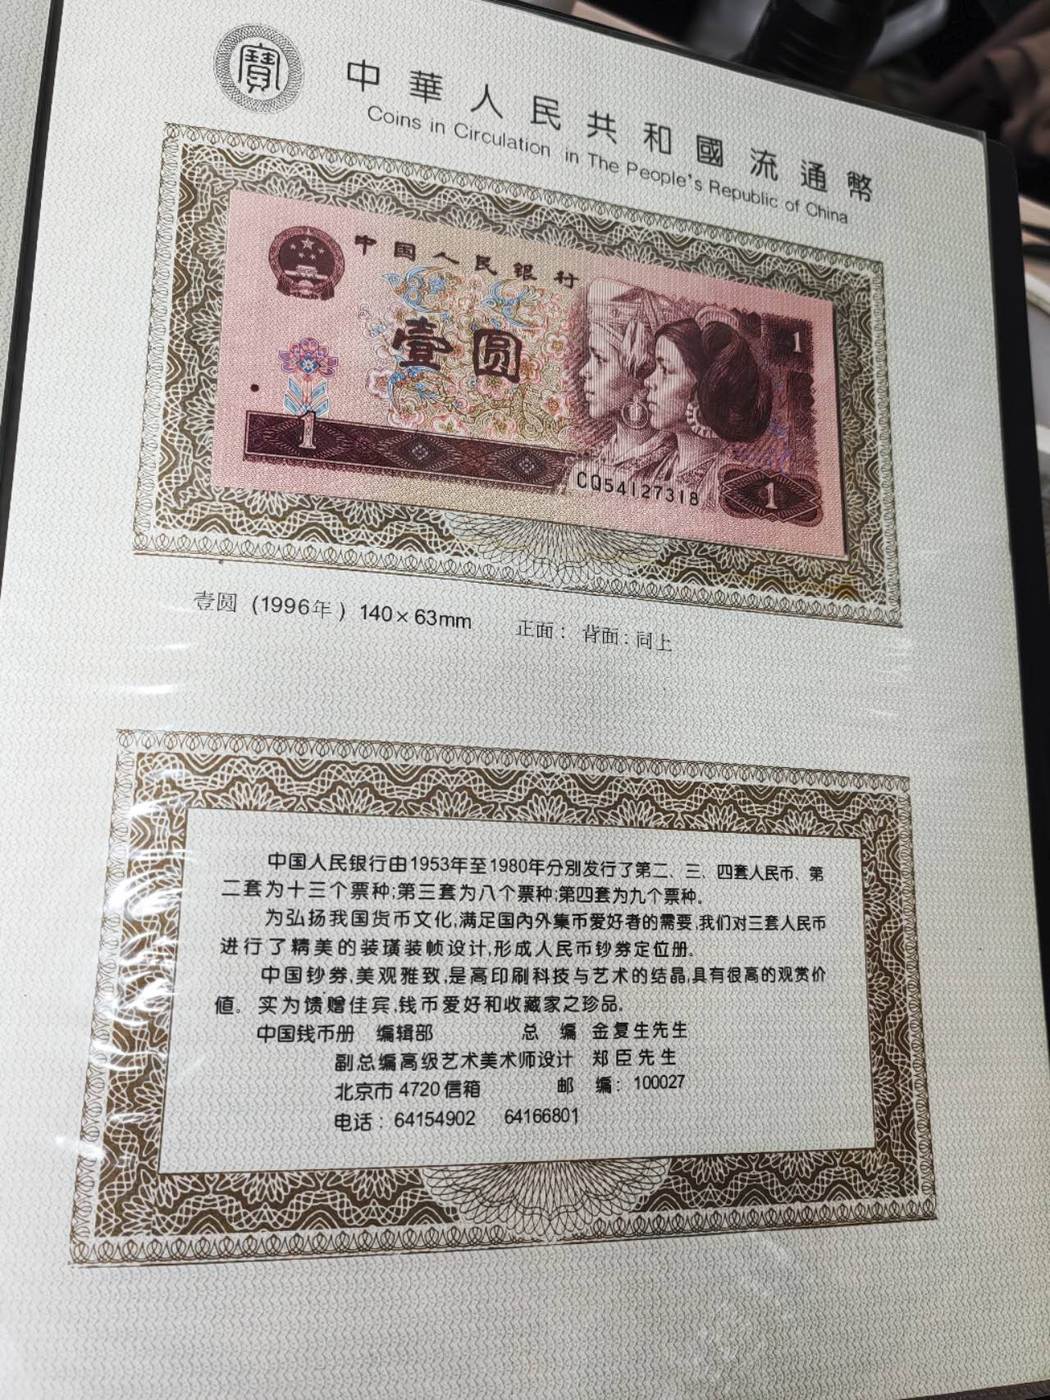 寶
中華人民共和國流通幣
Coins in Circulation in The People's Republic of China
中国人民银行
壹圆
1
1
CQ54127318
1
壹圆 (1996年) 140×63mm 正面: 背面:同上
中国人民银行由1953年至1980年分别发行了第二、三、四套人民币、第
二套为十三个票种;第三套为八个票种;第四套为九个票种。
为弘扬我国货币文化,满足国内外集币爱好者的需要,我们对三套人民币
进行了精美的装璜装帧设计,形成人民币钞券定位册。
中国钞券,美观雅致,是高印刷科技与艺术的结晶,具有很高的观赏价
值。实为馈赠佳宾,钱币爱好和收藏家之珍品。
中国钱币册 编辑部 总 编 金复生先生
副总编高级艺术美术师设计 郑臣先生
北京市4720信箱 邮 编: 100027
电话: 64154902 64166801